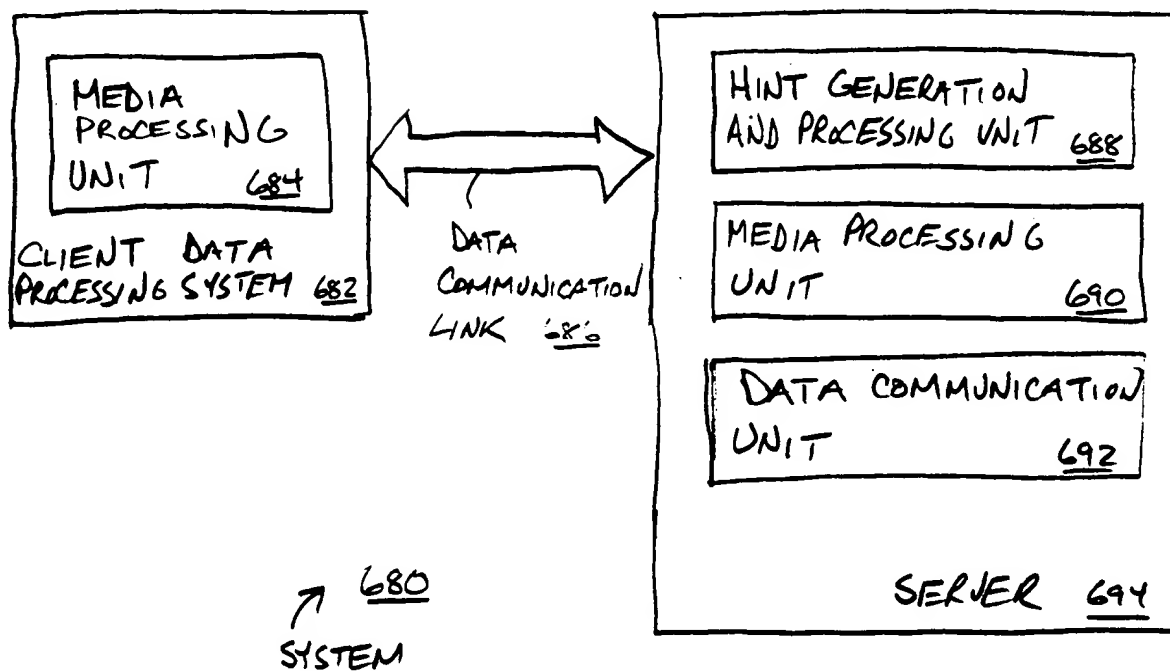 MEDIA
PROCESSING
UNIT 684
CLIENT DATA
PROCESSING SYSTEM 682
DATA
COMMUNICATION
LINK 686
HINT GENERATION
AND PROCESSING UNIT 688
MEDIA PROCESSING
UNIT 690
DATA COMMUNICATION
UNIT 692
SERVER 694
680
SYSTEM